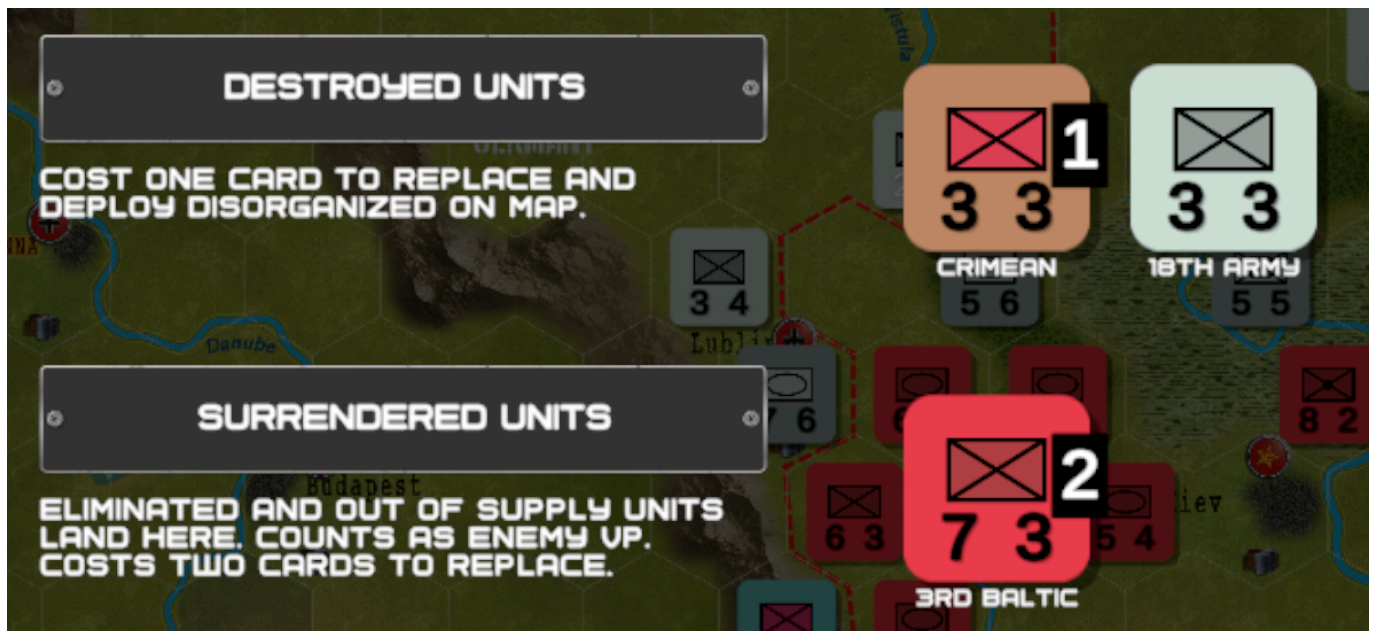 DESTROYED UNITS
COST ONE CARD TO REPLACE AND
DEPLOY DISORGANIZED ON MAP.
1
3 3
CRIMEAN
3 3
18TH ARMY
Vistula
3 4
5 6
5 5
Danube
SURRENDERED UNITS
ELIMINATED AND OUT OF SUPPLY UNITS
LAND HERE. COUNTS AS ENEMY VP.
COSTS TWO CARDS TO REPLACE.
Budapest
7 6
8 2
2
7 3
3RD BALTIC
6 3
5 4